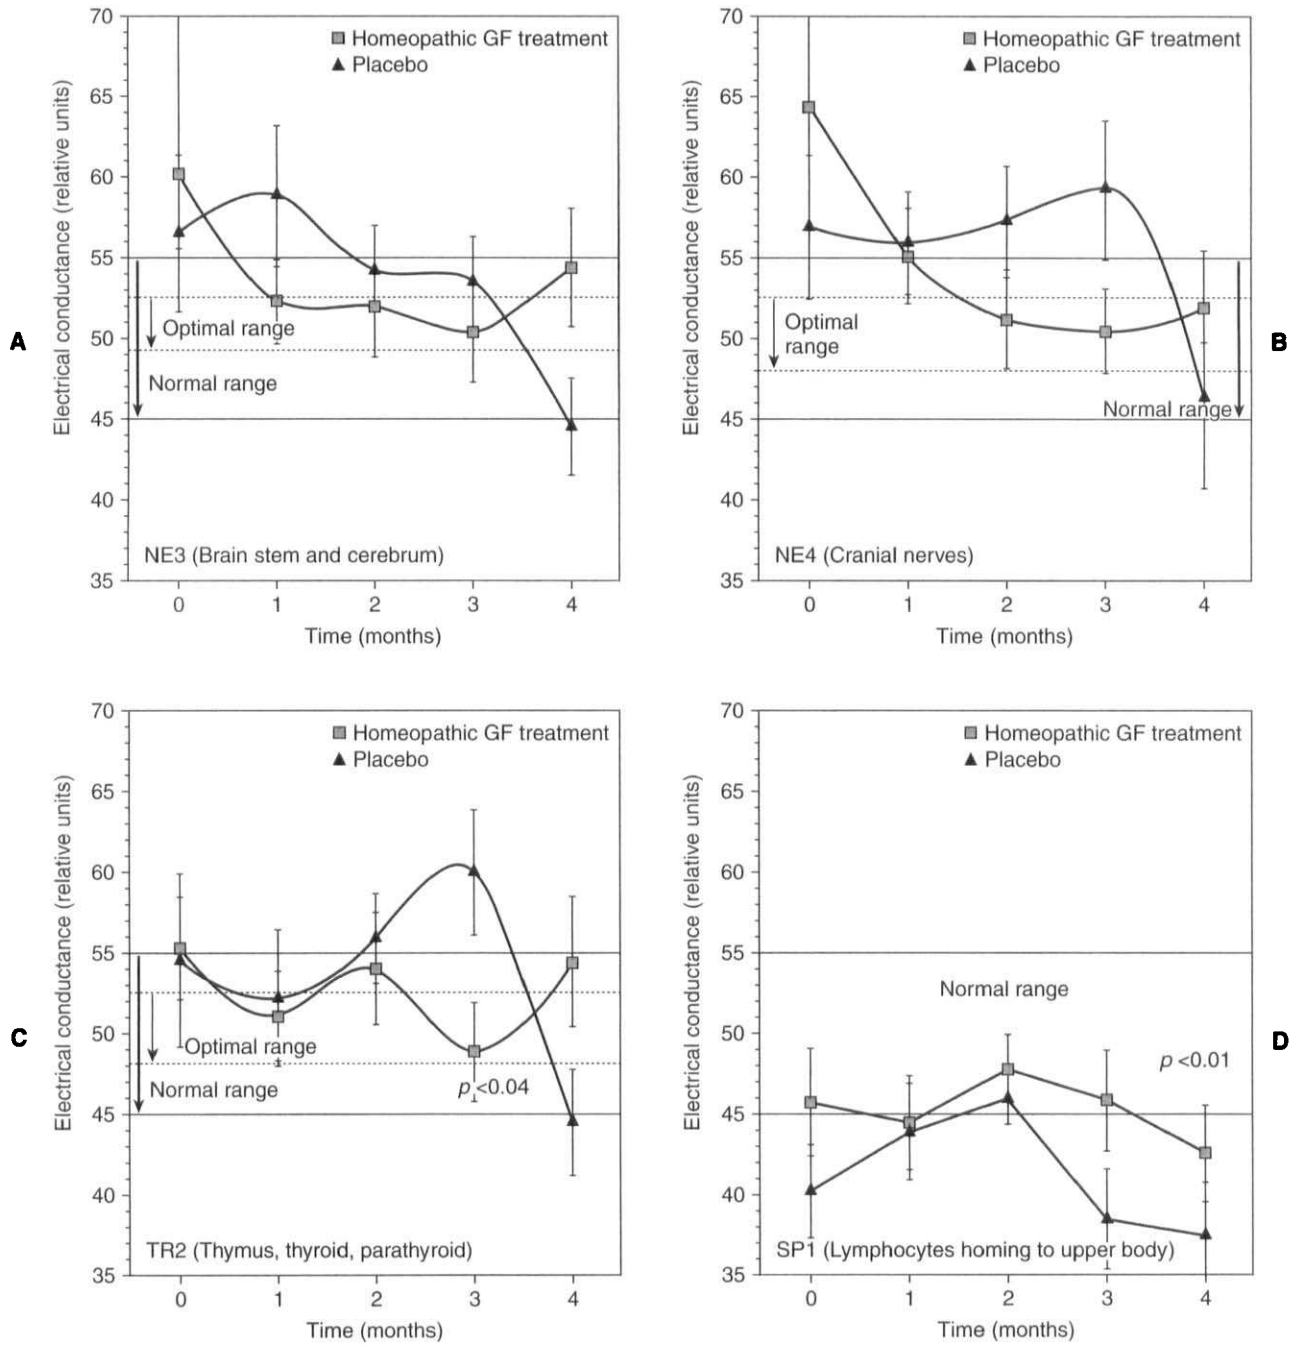 A
Electrical conductance (relative units)
70
65
60
55
50
45
40
35
Homeopathic GF treatment
Placebo
Optimal range
Normal range
NE3 (Brain stem and cerebrum)
0 1 2 3 4
Time (months)
B
Electrical conductance (relative units)
70
65
60
55
50
45
40
35
Homeopathic GF treatment
Placebo
Optimal
range
Normal range
NE4 (Cranial nerves)
0 1 2 3 4
Time (months)
C
Electrical conductance (relative units)
70
65
60
55
50
45
40
35
Homeopathic GF treatment
Placebo
Optimal range
Normal range
p <0.04
TR2 (Thymus, thyroid, parathyroid)
0 1 2 3 4
Time (months)
D
Electrical conductance (relative units)
70
65
60
55
50
45
40
35
Homeopathic GF treatment
Placebo
Normal range
p <0.01
SP1 (Lymphocytes homing to upper body)
0 1 2 3 4
Time (months)